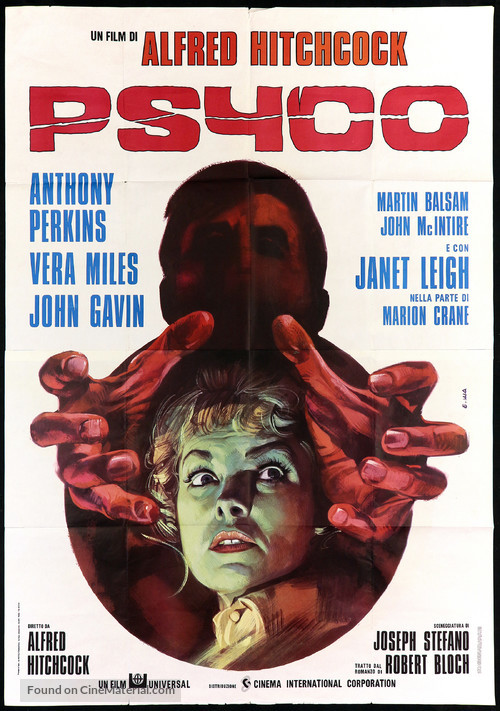 UN FILM DI ALFRED HITCHCOCK
PSYCO
ANTHONY
PERKINS
VERA MILES
JOHN GAVIN
MARTIN BALSAM
JOHN McINTIRE
E CON
JANET LEIGH
NELLA PARTE DI
MARION CRANE
DIRETTO DA
ALFRED
HITCHCOCK
SCENEGGIATURA DI
JOSEPH STEFANO
TRATTO DAL
ROMANZO DI ROBERT BLOCH
UN FILM UNIVERSAL DISTRIBUZIONE CINEMA INTERNATIONAL CORPORATION
Found on CineMaterial.com